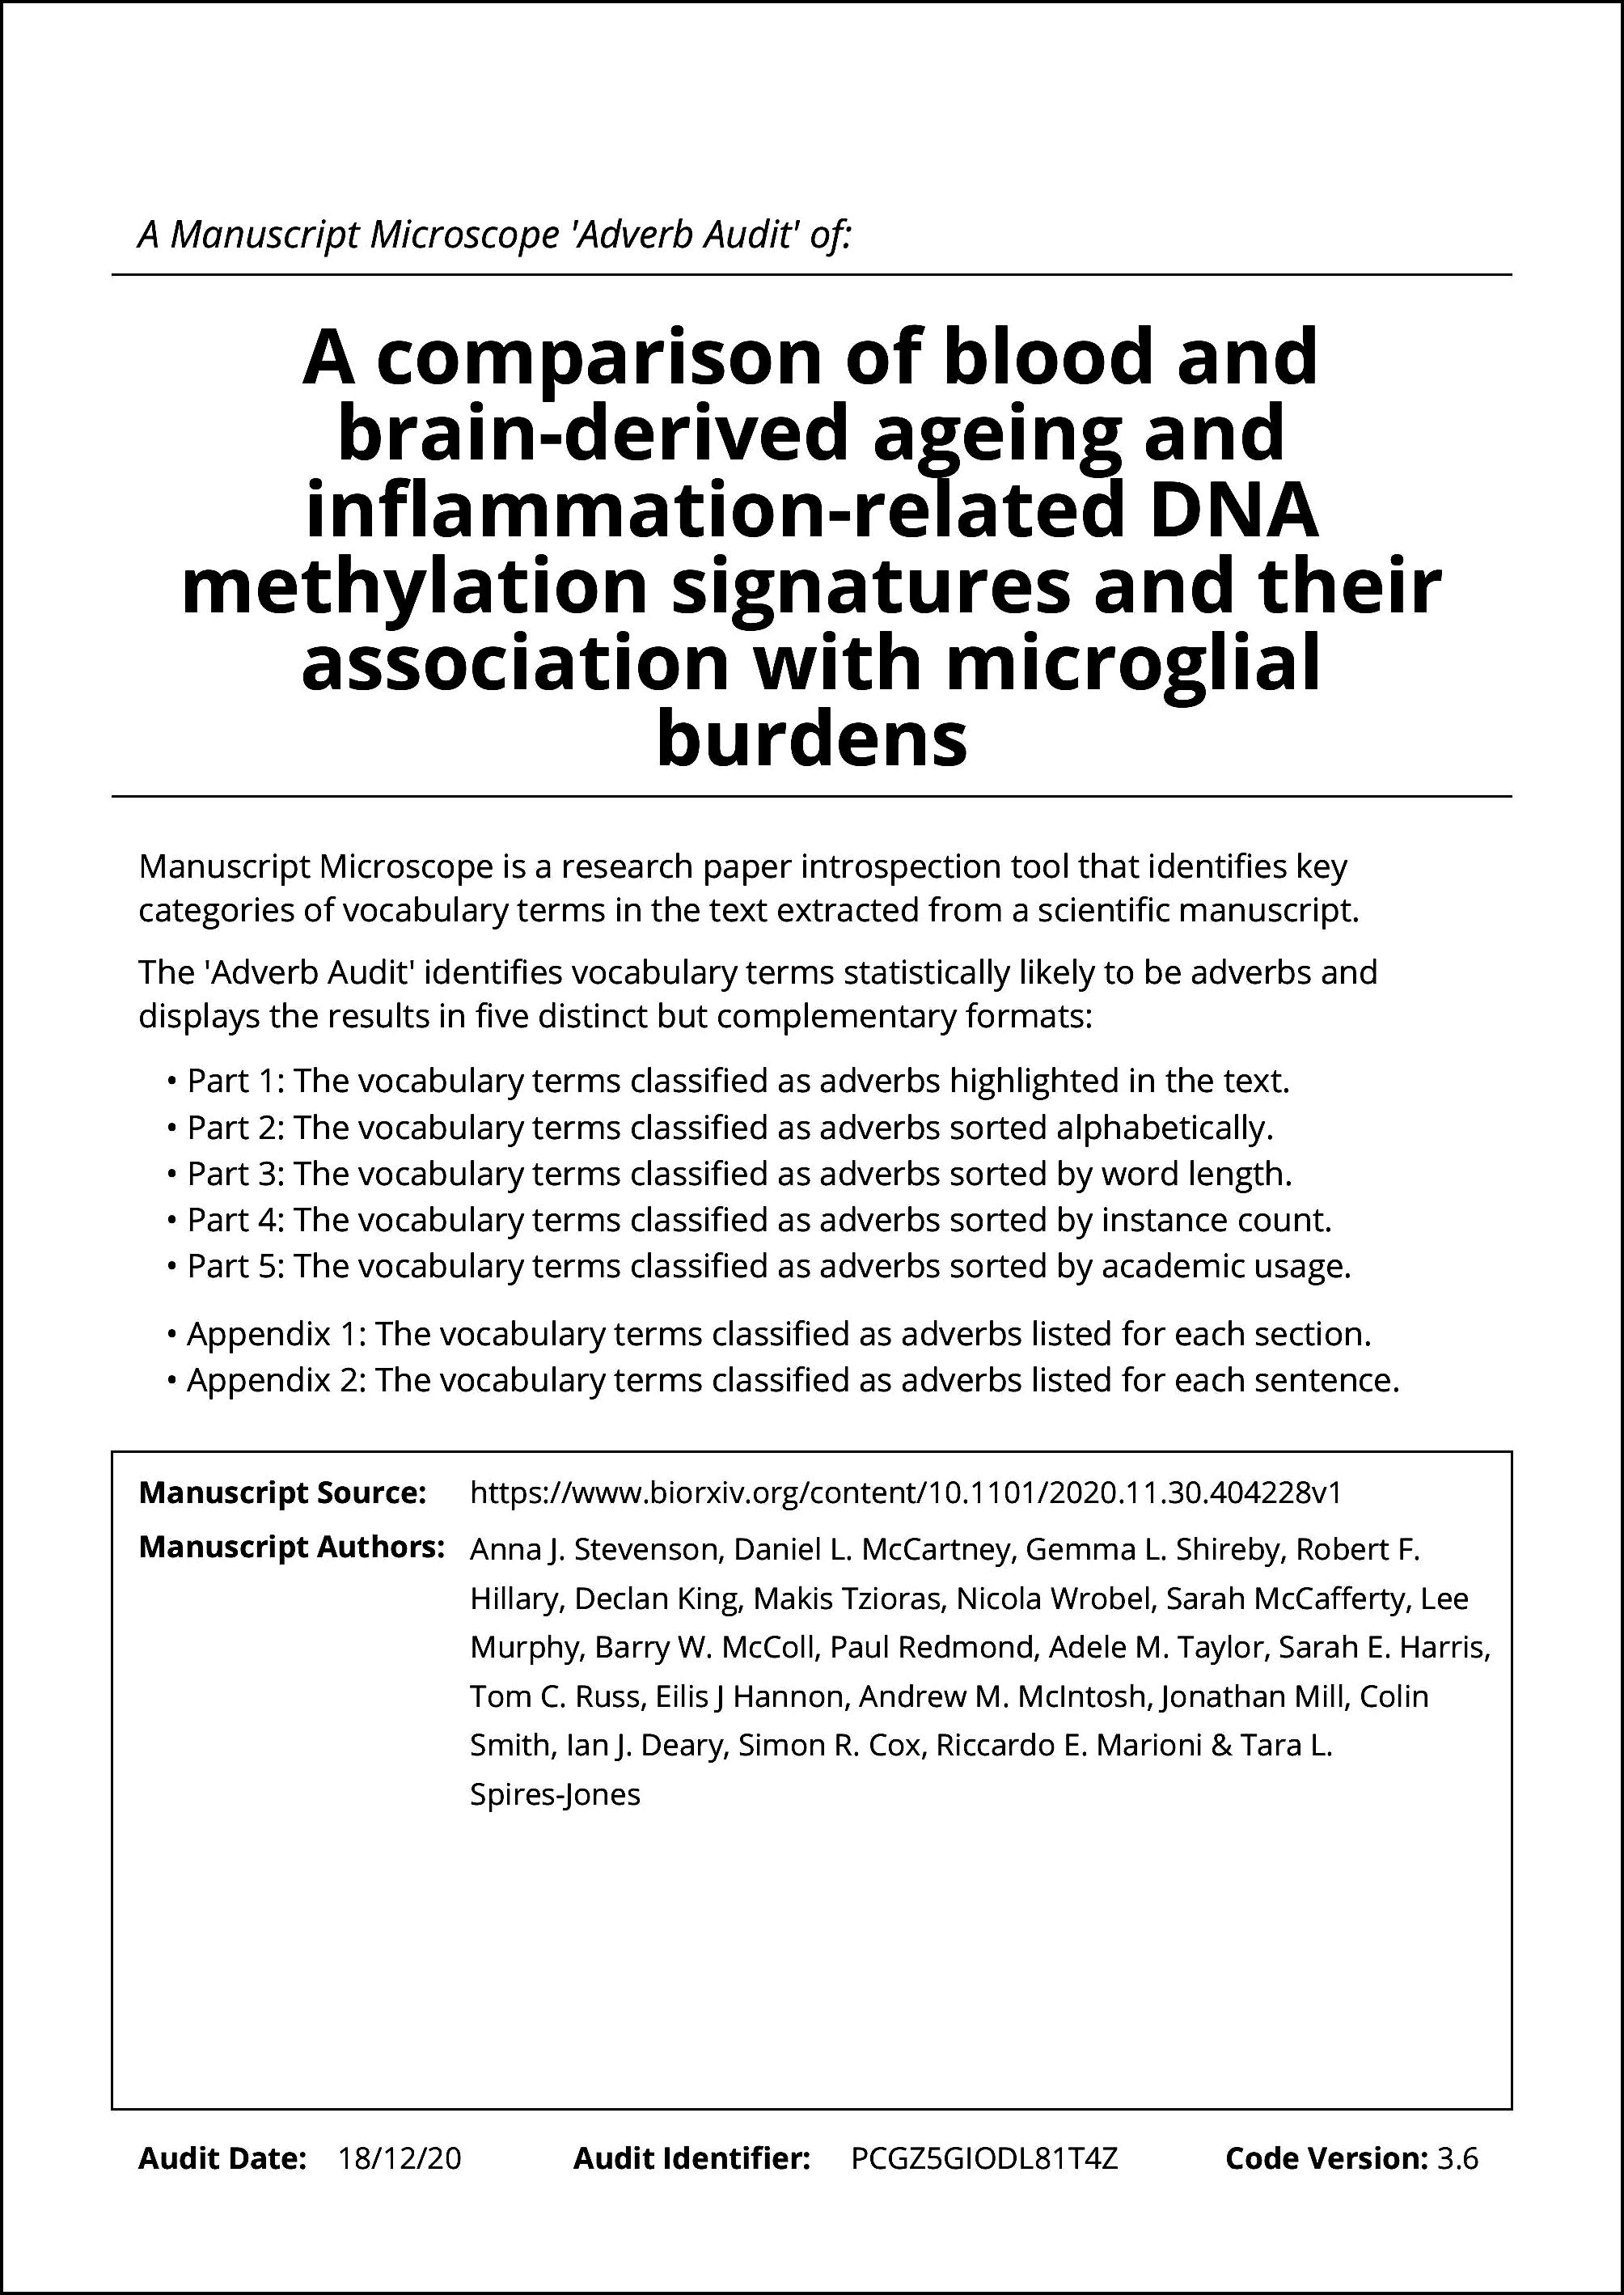 A Manuscript Microscope 'Adverb Audit' of:
A comparison of blood and
brain-derived ageing and
inflammation-related DNA
methylation signatures and their
association with microglial
burdens
Manuscript Microscope is a research paper introspection tool that identifies key
categories of vocabulary terms in the text extracted from a scientific manuscript.
The 'Adverb Audit' identifies vocabulary terms statistically likely to be adverbs and
displays the results in five distinct but complementary formats:
• Part 1: The vocabulary terms classified as adverbs highlighted in the text.
• Part 2: The vocabulary terms classified as adverbs sorted alphabetically.
• Part 3: The vocabulary terms classified as adverbs sorted by word length.
• Part 4: The vocabulary terms classified as adverbs sorted by instance count.
• Part 5: The vocabulary terms classified as adverbs sorted by academic usage.
• Appendix 1: The vocabulary terms classified as adverbs listed for each section.
• Appendix 2: The vocabulary terms classified as adverbs listed for each sentence.
Manuscript Source: https://www.biorxiv.org/content/10.1101/2020.11.30.404228v1
Manuscript Authors: Anna J. Stevenson, Daniel L. McCartney, Gemma L. Shireby, Robert F.
Hillary, Declan King, Makis Tzioras, Nicola Wrobel, Sarah McCafferty, Lee
Murphy, Barry W. McColl, Paul Redmond, Adele M. Taylor, Sarah E. Harris,
Tom C. Russ, Eilis J Hannon, Andrew M. McIntosh, Jonathan Mill, Colin
Smith, Ian J. Deary, Simon R. Cox, Riccardo E. Marioni & Tara L.
Spires-Jones
Audit Date: 18/12/20 Audit Identifier: PCGZ5GIODL81T4Z Code Version: 3.6